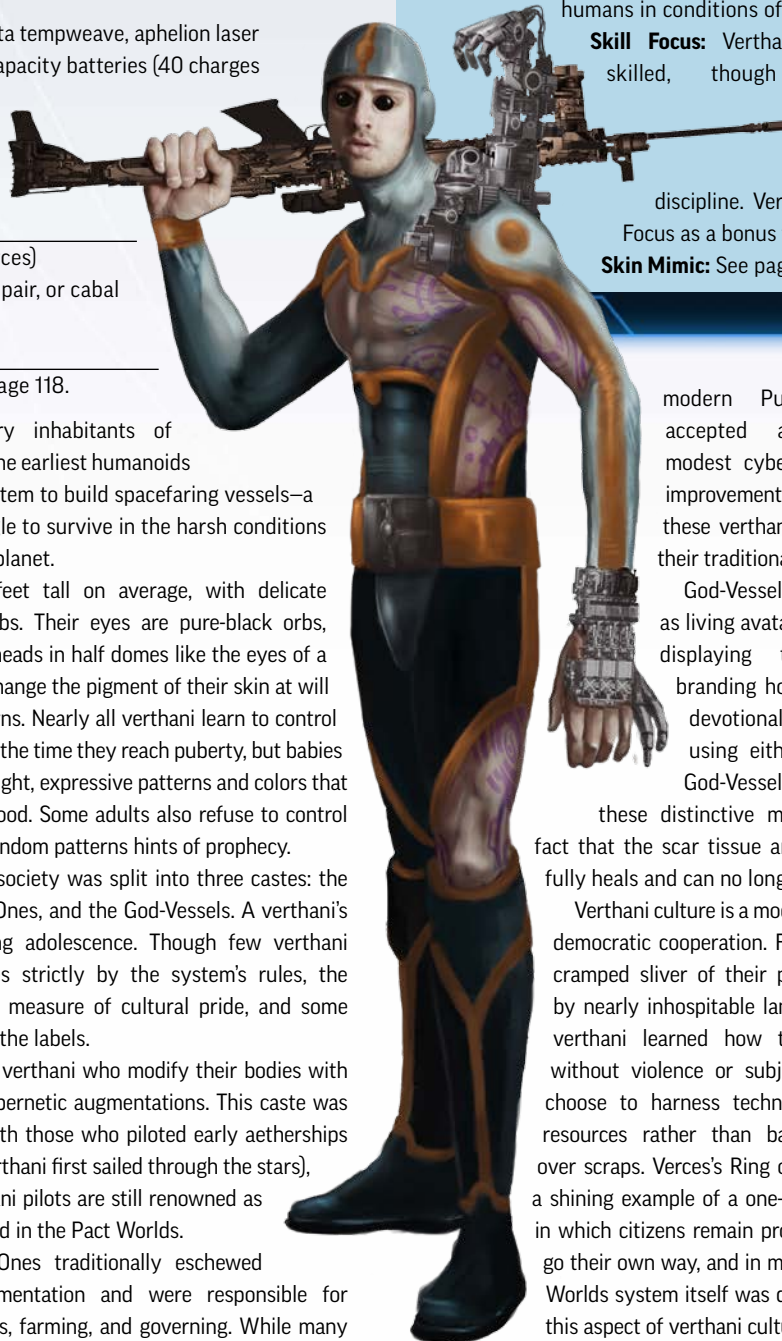 ta tempweave, aphelion laser
apacity batteries (40 charges
ces)
pair, or cabal
age 118.
ry inhabitants of
ne earliest humanoids
tem to build spacefaring vessels—a
le to survive in the harsh conditions
planet.
feet tall on average, with delicate
bs. Their eyes are pure-black orbs,
heads in half domes like the eyes of a
hange the pigment of their skin at will
rns. Nearly all verthani learn to control
the time they reach puberty, but babies
ght, expressive patterns and colors that
ood. Some adults also refuse to control
andom patterns hints of prophecy.
society was split into three castes: the
Ones, and the God-Vessels. A verthani's
ng adolescence. Though few verthani
s strictly by the system's rules, the
measure of cultural pride, and some
the labels.
verthani who modify their bodies with
bernetic augmentations. This caste was
th those who piloted early aetherships
rthani first sailed through the stars),
ani pilots are still renowned as
d in the Pact Worlds.
Ones traditionally eschewed
mentation and were responsible for
s, farming, and governing. While many
humans in conditions of
Skill Focus: Vertha
skilled, though
discipline. Ver
Focus as a bonus
Skin Mimic: See pag
modern Pu
accepted a
modest cybe
improvement
these verthan
their traditiona
God-Vessel
as living avata
displaying t
branding ho
devotional
using eith
God-Vessel
these distinctive m
fact that the scar tissue a
fully heals and can no long
Verthani culture is a mod
democratic cooperation. F
cramped sliver of their p
by nearly inhospitable lan
verthani learned how t
without violence or subj
choose to harness techn
resources rather than ba
over scraps. Verces's Ring o
a shining example of a one-
in which citizens remain pro
go their own way, and in m
Worlds system itself was o
this aspect of verthani cultu